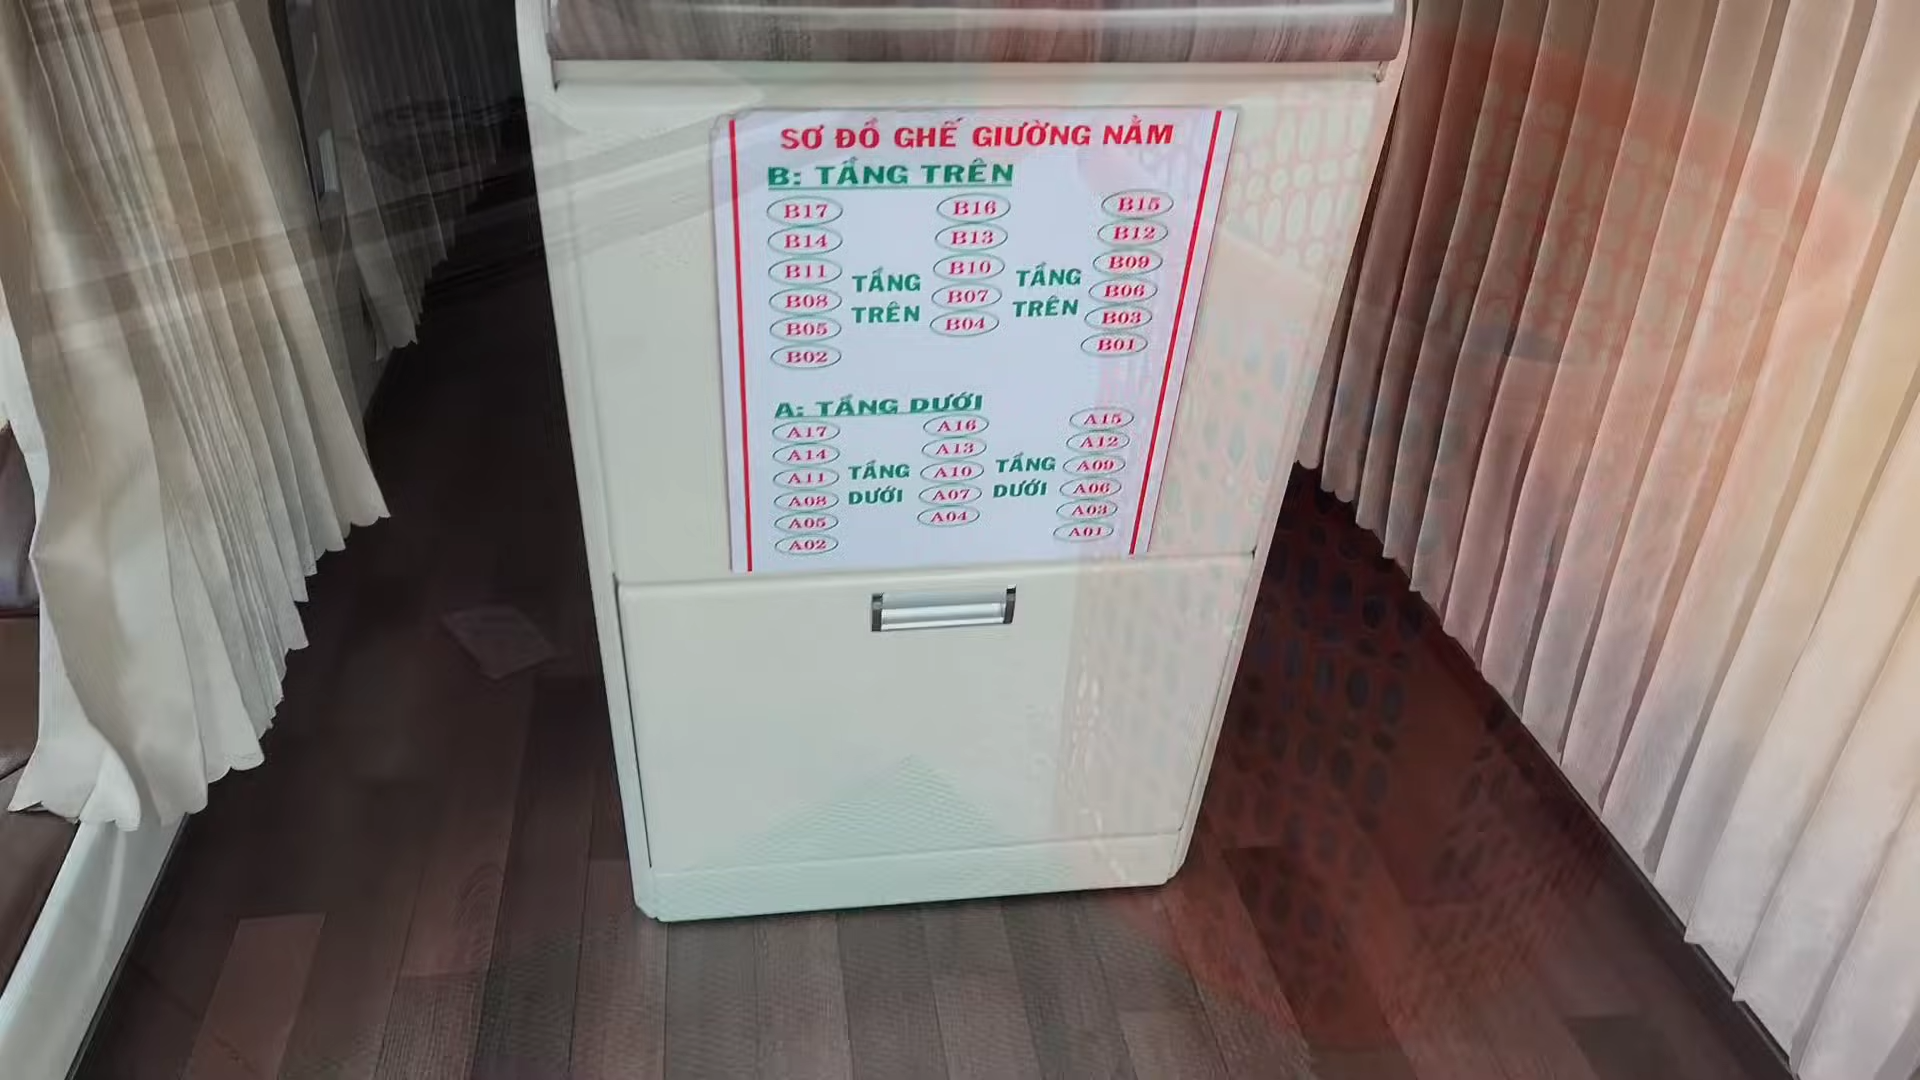 SƠ ĐỒ GHẾ GIƯỜNG NẰM
B: TẦNG TRÊN
B17 B16 B15
B14 B13 B12
B11 B10 B09
TẦNG TẦNG
B08 B07 B06
TRÊN TRÊN
B05 B04 B03
B02 B01
A: TẦNG DƯỚI
A17 A16 A15
A14 A13 A12
TẦNG TẦNG
A11 A10 A09
A08 A07 A06
DƯỚI DƯỚI
A05 A04 A03
A02 A01